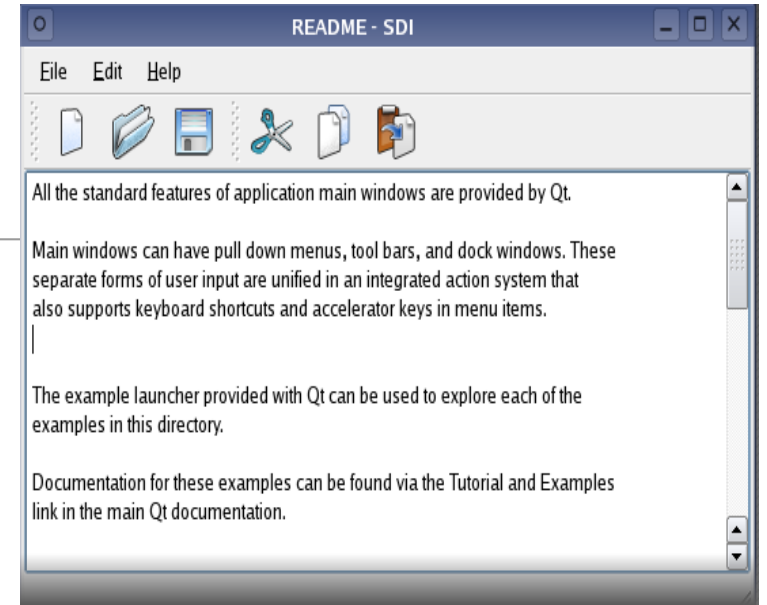 README - SDI
File Edit Help
All the standard features of application main windows are provided by Qt.
Main windows can have pull down menus, tool bars, and dock windows. These
separate forms of user input are unified in an integrated action system that
also supports keyboard shortcuts and accelerator keys in menu items.
The example launcher provided with Qt can be used to explore each of the
examples in this directory.
Documentation for these examples can be found via the Tutorial and Examples
link in the main Qt documentation.